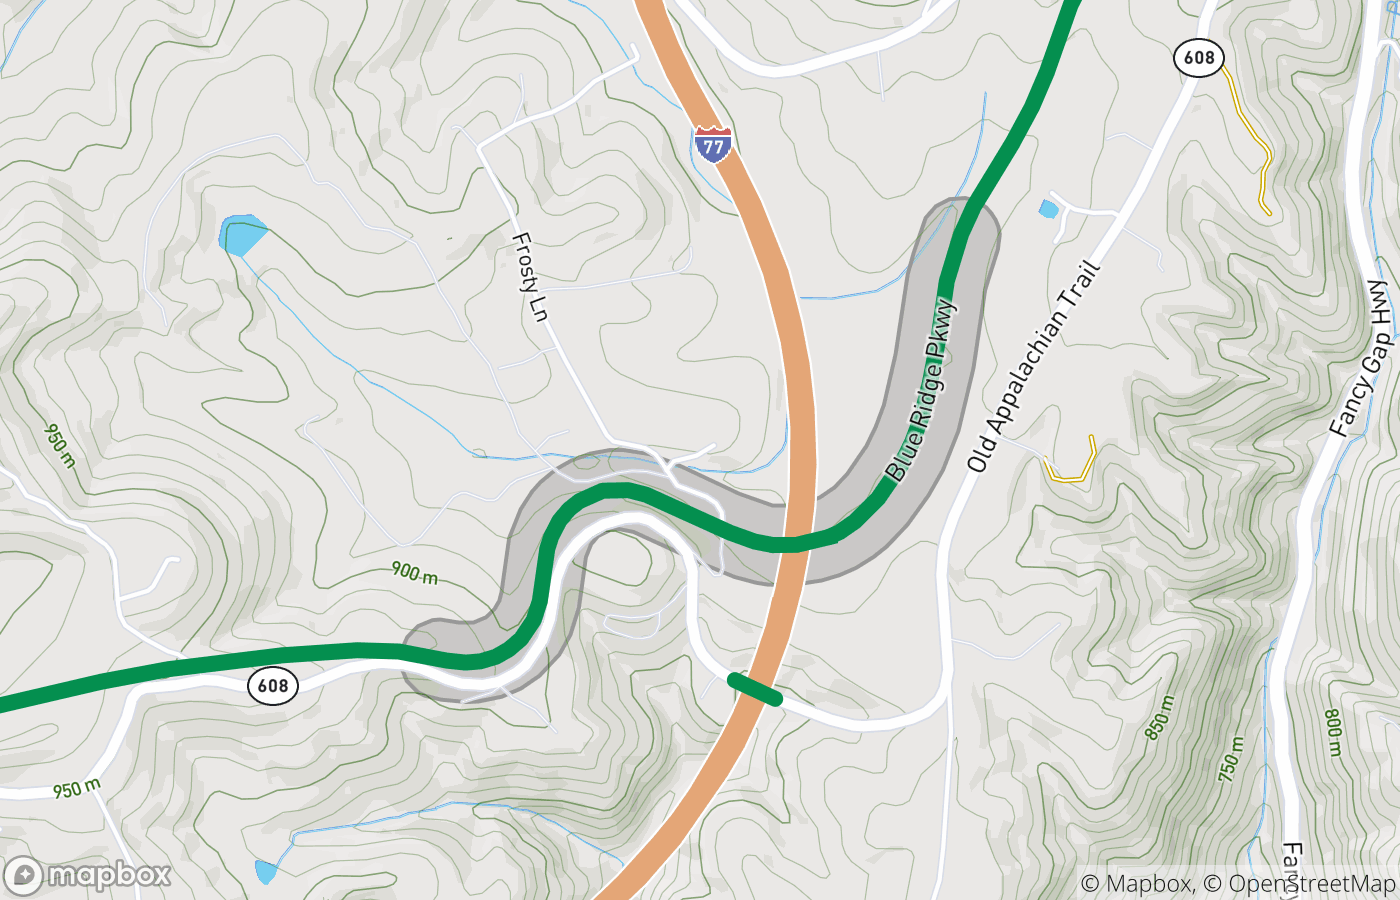 608
77
Frosty Ln
Blue Ridge Pkwy
Old Appalachian Trail
Fancy Gap Hwy
950 m
900 m
608
850 m
750 m
800 m
950 m
mapbox
© Mapbox, © OpenStreetMap